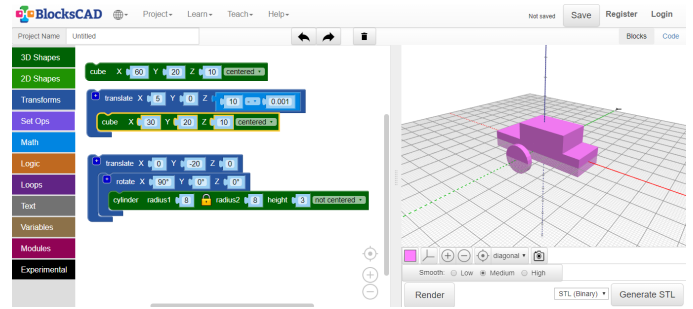 BlocksCAD Project Learn Teach Help Not saved Save Register Login
Project Name Untitled Blocks Code
3D Shapes
2D Shapes
Transforms
Set Ops
Math
Logic
Loops
Text
Variables
Modules
Experimental
cube X 60 Y 20 Z 10 centered
translate X 5 Y 0 Z 10 - 0.001
cube X 30 Y 20 Z 10 centered
translate X 0 Y -20 Z 0
rotate X 90° Y 0° Z 0°
cylinder radius1 8 radius2 8 height 3 not centered
diagonal
Smooth: Low Medium High
Render STL (Binary) Generate STL